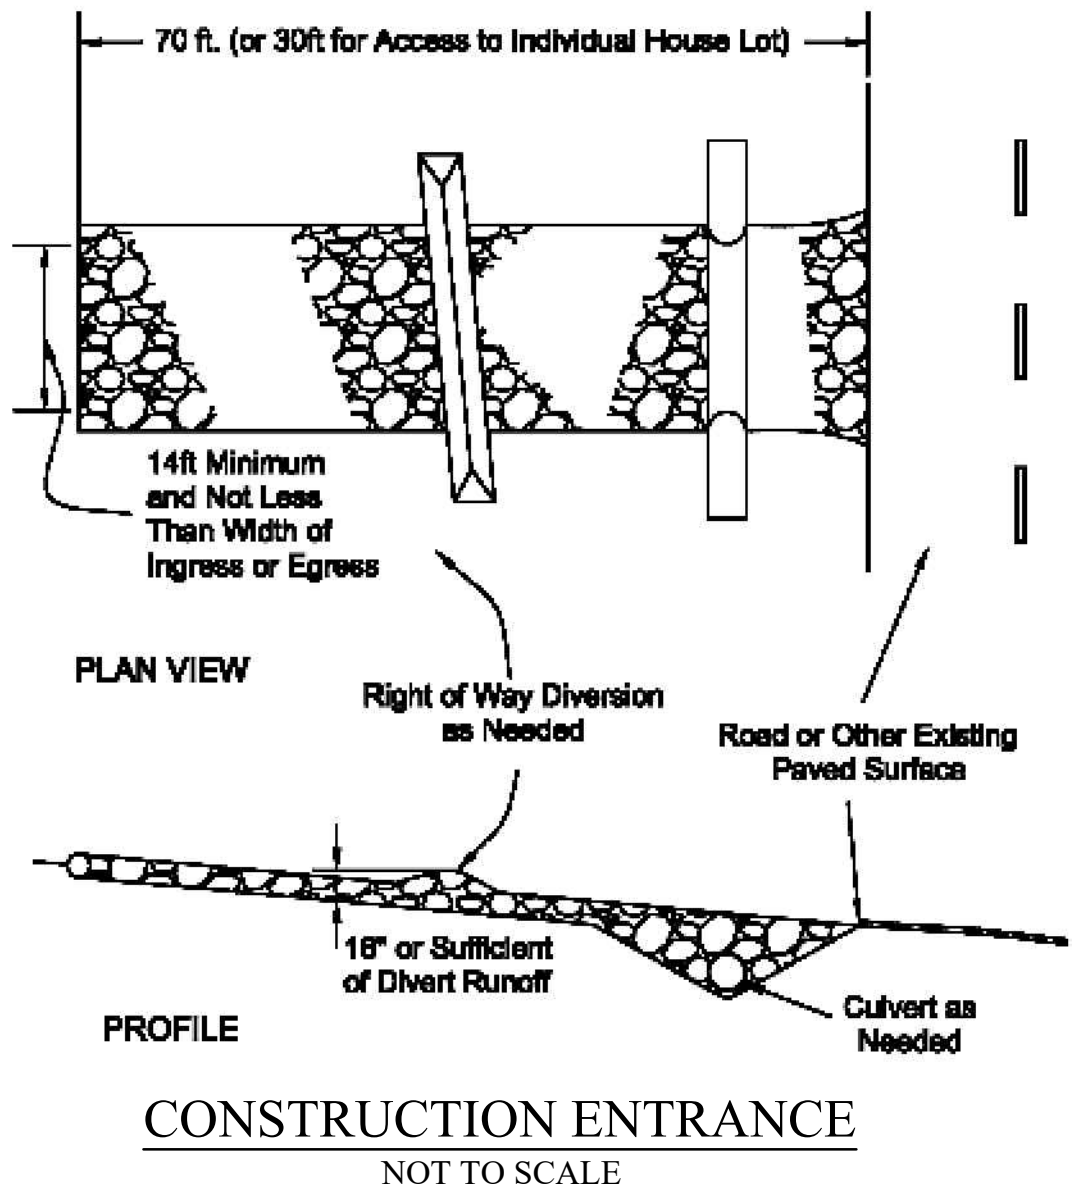 70 ft. (or 30ft for Access to Individual House Lot)
14ft Minimum
and Not Less
Than Width of
Ingress or Egress
PLAN VIEW
Right of Way Diversion
as Needed
Road or Other Existing
Paved Surface
16" or Sufficient
of Divert Runoff
PROFILE
Culvert as
Needed
CONSTRUCTION ENTRANCE
NOT TO SCALE